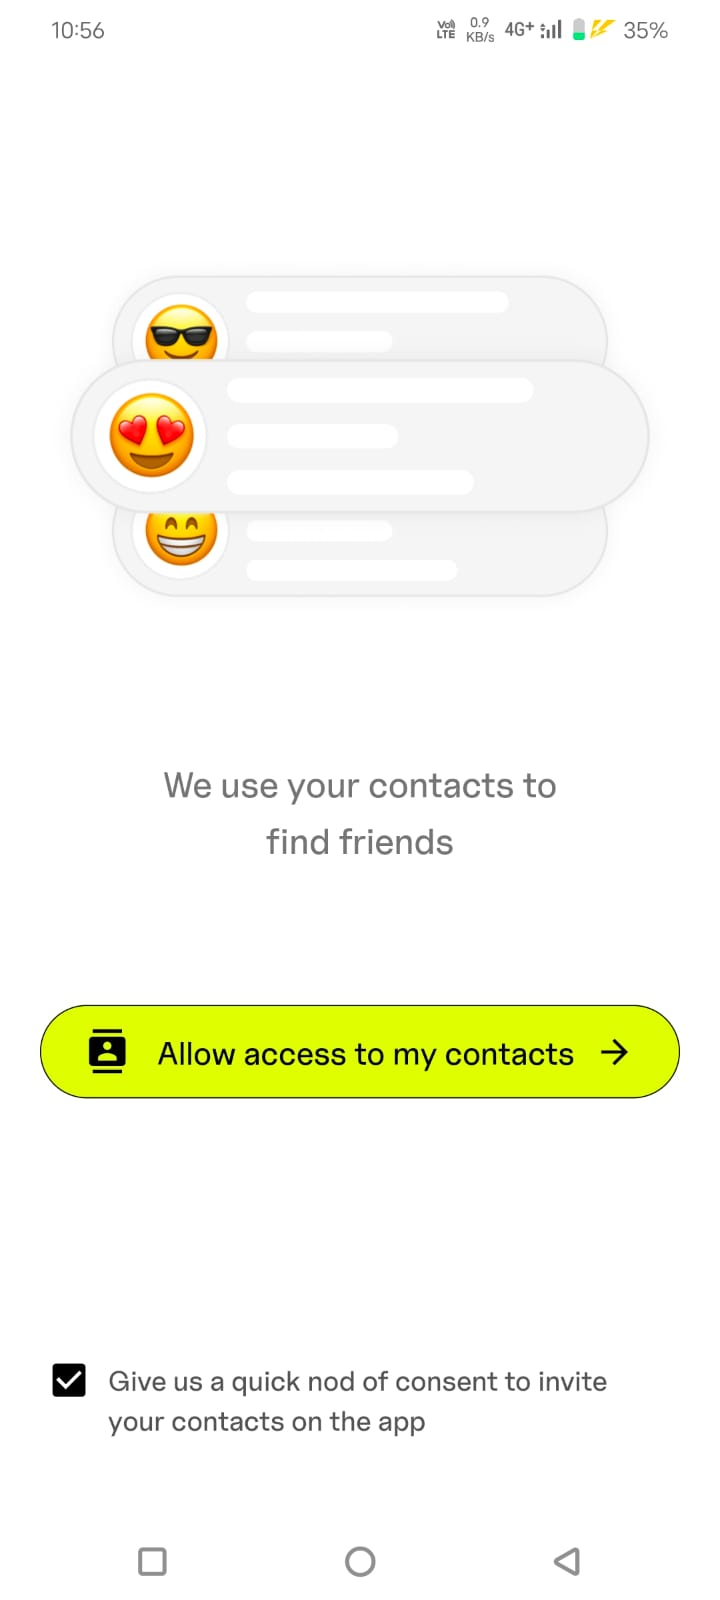 10:56
Vo)) 0.9 4G+ 35%
LTE KB/s
We use your contacts to
find friends
Allow access to my contacts
Give us a quick nod of consent to invite
your contacts on the app